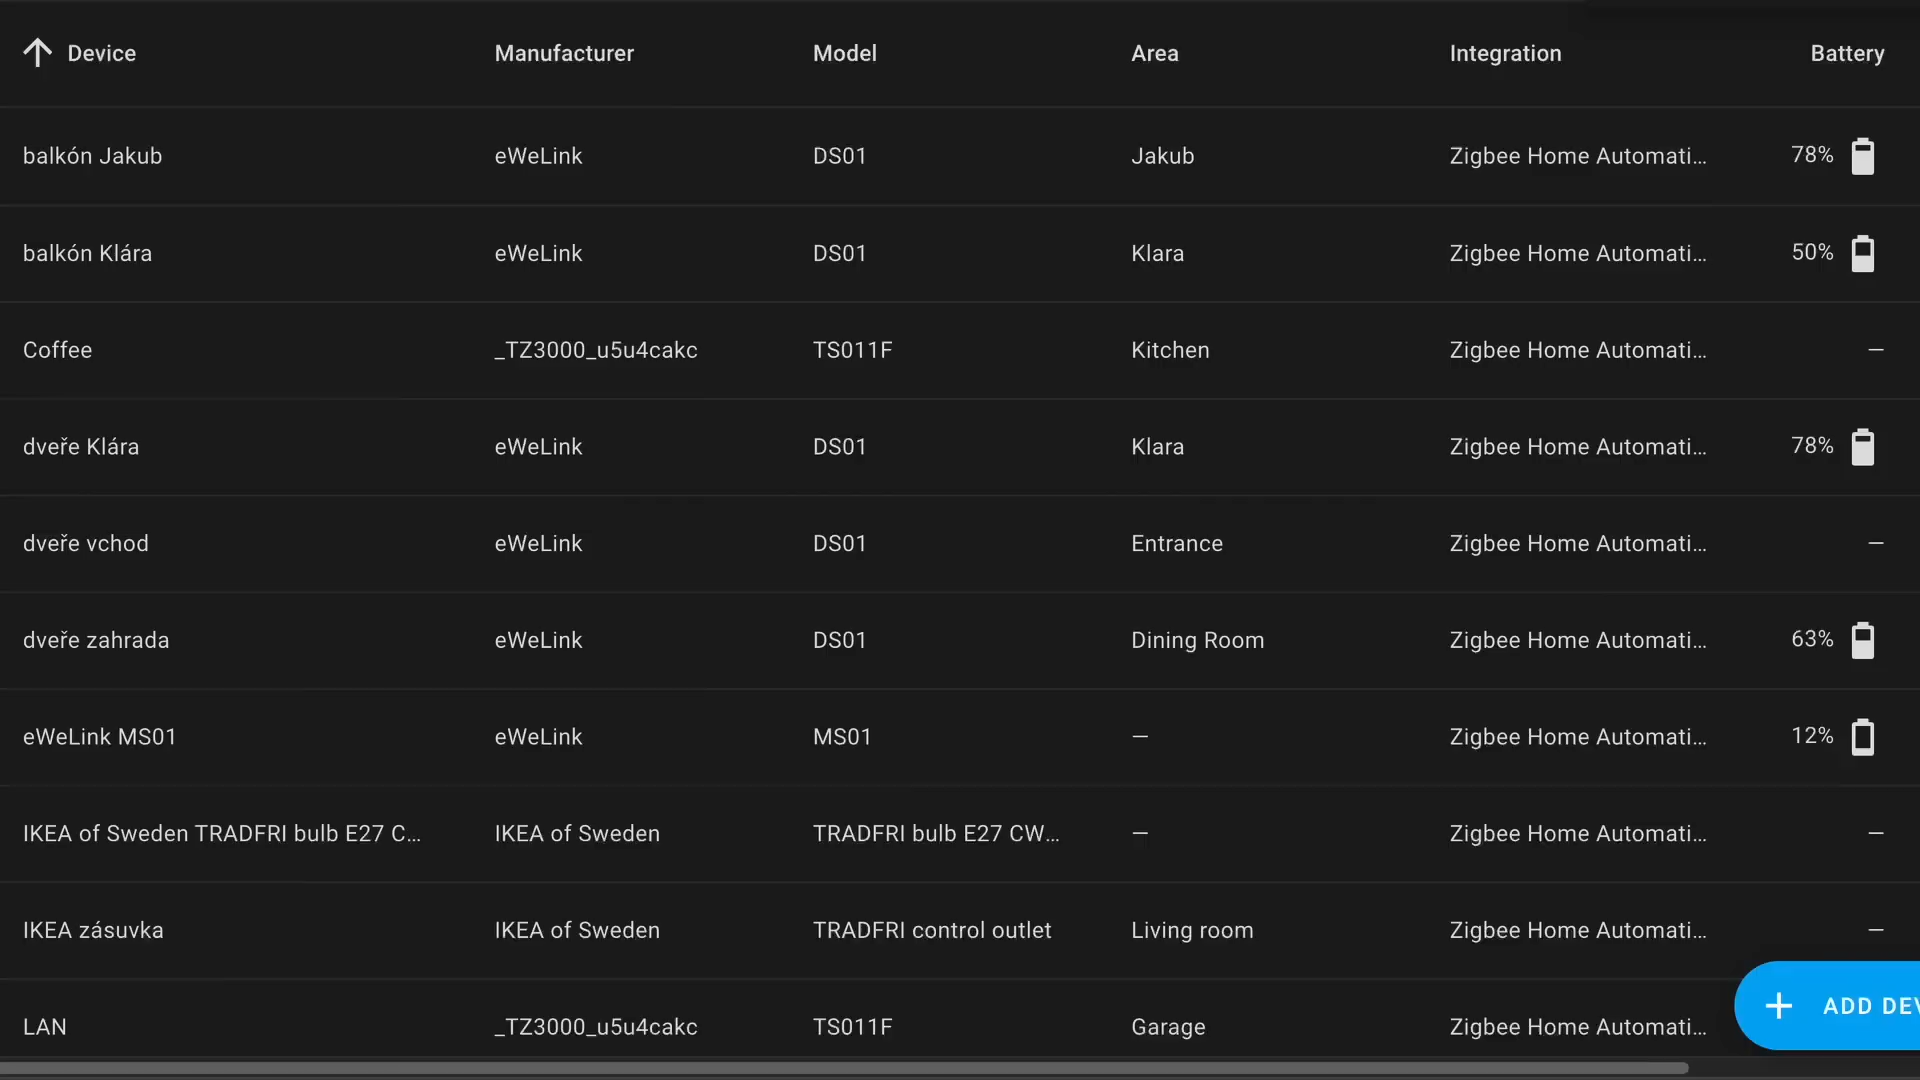 Device Manufacturer Model Area Integration Battery
balkón Jakub eWeLink DS01 Jakub Zigbee Home Automati... 78%
balkón Klára eWeLink DS01 Klara Zigbee Home Automati... 50%
Coffee _TZ3000_u5u4cakc TS011F Kitchen Zigbee Home Automati... —
dveře Klára eWeLink DS01 Klara Zigbee Home Automati... 78%
dveře vchod eWeLink DS01 Entrance Zigbee Home Automati... —
dveře zahrada eWeLink DS01 Dining Room Zigbee Home Automati... 63%
eWeLink MS01 eWeLink MS01 — Zigbee Home Automati... 12%
IKEA of Sweden TRADFRI bulb E27 C... IKEA of Sweden TRADFRI bulb E27 CW... — Zigbee Home Automati... —
IKEA zásuvka IKEA of Sweden TRADFRI control outlet Living room Zigbee Home Automati... —
LAN _TZ3000_u5u4cakc TS011F Garage Zigbee Home Automati...
+ ADD DEV